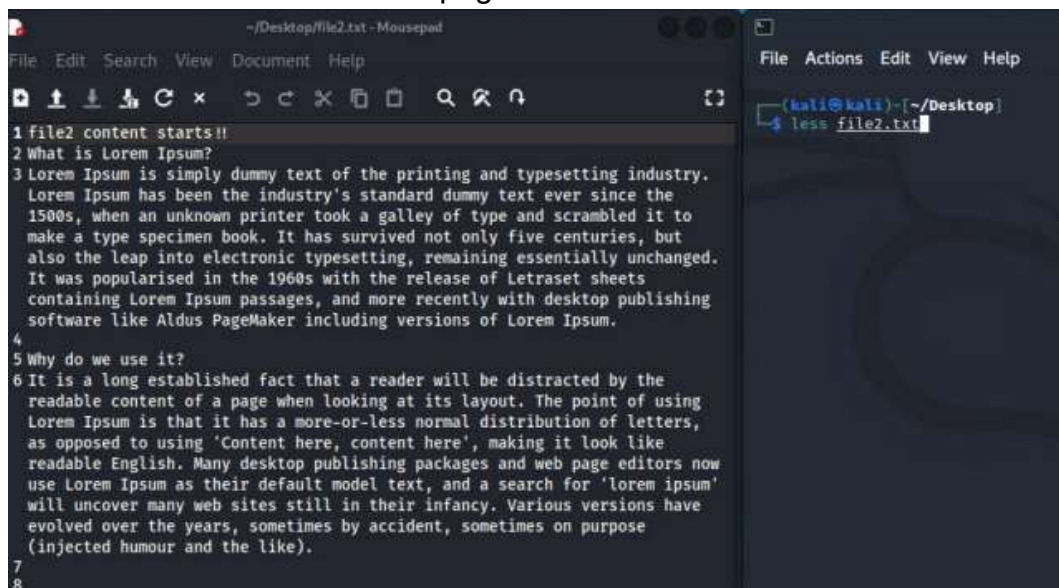 pag
~/Desktop/file2.txt - Mousepad
File Edit Search View Document Help
1 file2 content starts!!
2 What is Lorem Ipsum?
3 Lorem Ipsum is simply dummy text of the printing and typesetting industry.
Lorem Ipsum has been the industry's standard dummy text ever since the
1500s, when an unknown printer took a galley of type and scrambled it to
make a type specimen book. It has survived not only five centuries, but
also the leap into electronic typesetting, remaining essentially unchanged.
It was popularised in the 1960s with the release of Letraset sheets
containing Lorem Ipsum passages, and more recently with desktop publishing
software like Aldus PageMaker including versions of Lorem Ipsum.
4
5 Why do we use it?
6 It is a long established fact that a reader will be distracted by the
readable content of a page when looking at its layout. The point of using
Lorem Ipsum is that it has a more-or-less normal distribution of letters,
as opposed to using 'Content here, content here', making it look like
readable English. Many desktop publishing packages and web page editors now
use Lorem Ipsum as their default model text, and a search for 'lorem ipsum'
will uncover many web sites still in their infancy. Various versions have
evolved over the years, sometimes by accident, sometimes on purpose
(injected humour and the like).
7
8
File Actions Edit View Help
(kali㉿kali)-[~/Desktop]
$ less file2.txt